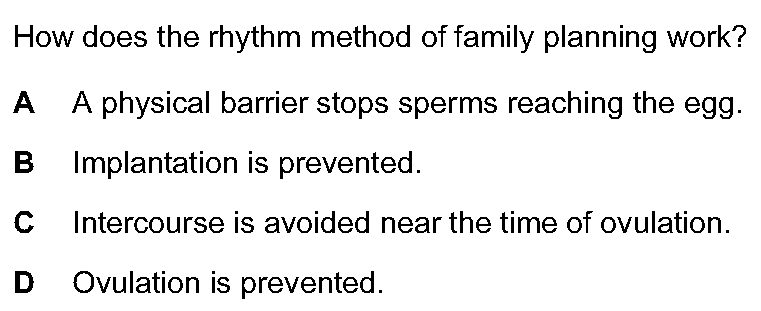 How does the rhythm method of family planning work?
A A physical barrier stops sperms reaching the egg.
B Implantation is prevented.
C Intercourse is avoided near the time of ovulation.
D Ovulation is prevented.